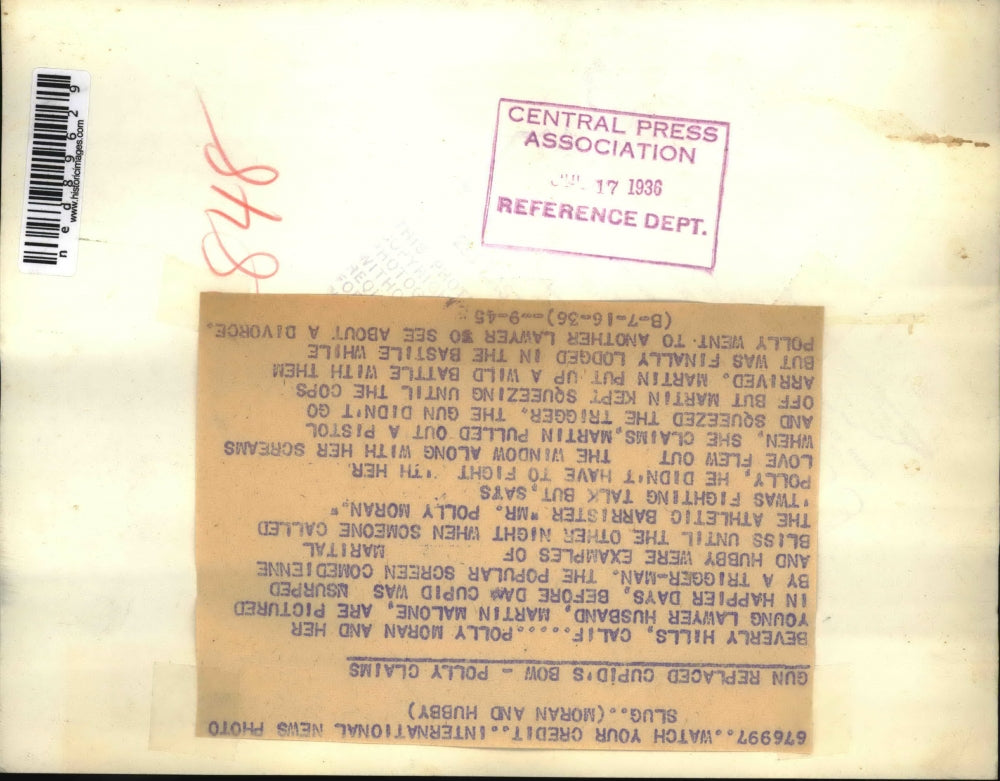 CENTRAL PRESS
ASSOCIATION
17 1936
REFERENCE DEPT.
848
ned89629
www.historicimages.com
676997..WATCH YOUR CREDIT..INTERNATIONAL NEWS PHOTO
SLUG..(MORAN AND HUBBY)
GUN REPLACED CUPID'S BOW - POLLY CLAIMS
BEVERLY HILLS, CALIF.....POLLY MORAN AND HER
YOUNG LAWYER HUSBAND, MARTIN MALONE, ARE PICTURED
IN HAPPIER DAYS, BEFORE DAN CUPID WAS USURPED
BY A TRIGGER-MAN. THE POPULAR SCREEN COMEDIENNE
AND HUBBY WERE EXAMPLES OF MARITAL
BLISS UNTIL THE OTHER NIGHT WHEN SOMEONE CALLED
THE ATHLETIC BARRISTER "MR. POLLY MORAN".
'TWAS FIGHTING TALK BUT, SAYS
POLLY, HE DIDN'T HAVE TO FIGHT 'TH HER
LOVE FLEW OUT THE WINDOW ALONG WITH HER SCREAMS
WHEN, SHE CLAIMS, MARTIN PULLED OUT A PISTOL
AND SQUEEZED THE TRIGGER. THE GUN DIDN'T GO
OFF BUT MARTIN KEPT SQUEEZING UNTIL THE COPS
ARRIVED. MARTIN PUT UP A WILD BATTLE WITH THEM
BUT WAS FINALLY LODGED IN THE BASTILE WHILE
POLLY WENT TO ANOTHER LAWYER TO SEE ABOUT A DIVORCE.
(B-7-16-36)--9-45